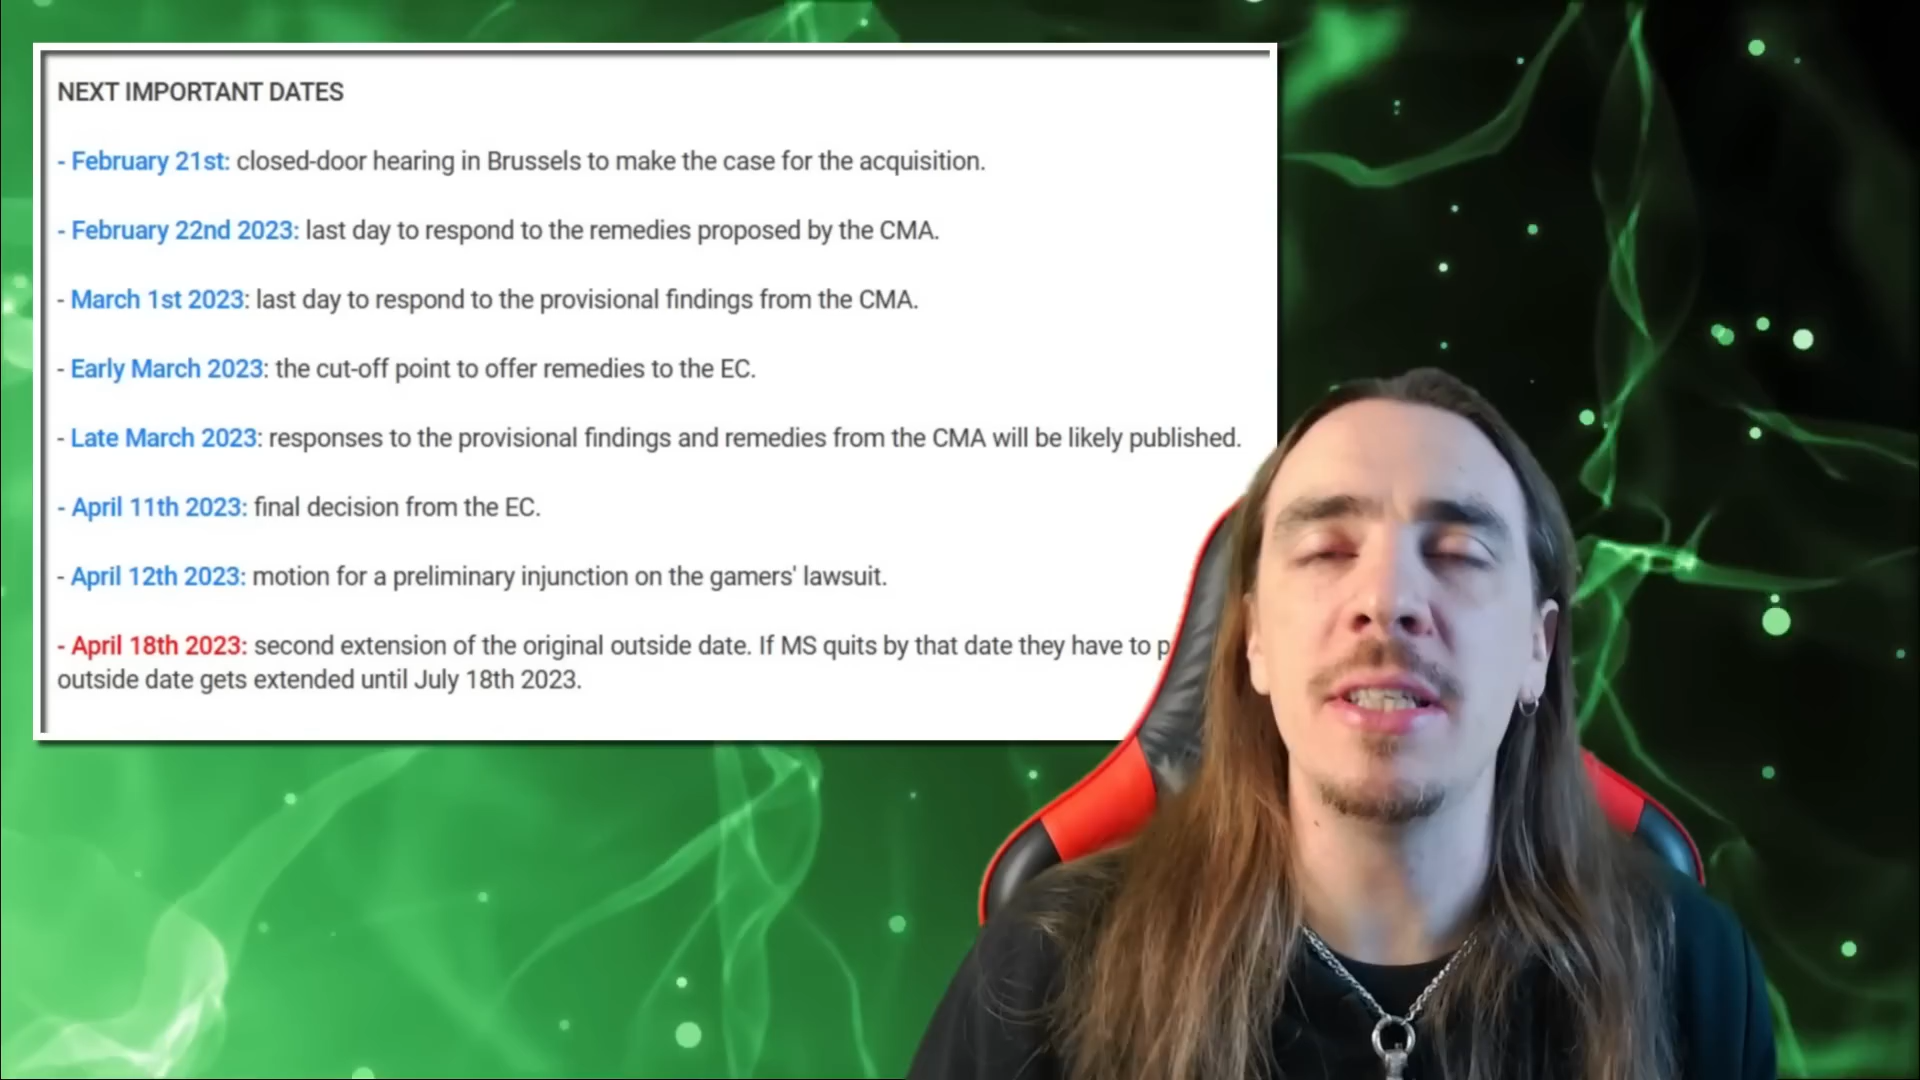 NEXT IMPORTANT DATES
- February 21st: closed-door hearing in Brussels to make the case for the acquisition.
- February 22nd 2023: last day to respond to the remedies proposed by the CMA.
- March 1st 2023: last day to respond to the provisional findings from the CMA.
- Early March 2023: the cut-off point to offer remedies to the EC.
- Late March 2023: responses to the provisional findings and remedies from the CMA will be likely published.
- April 11th 2023: final decision from the EC.
- April 12th 2023: motion for a preliminary injunction on the gamers' lawsuit.
- April 18th 2023: second extension of the original outside date. If MS quits by that date they have to
outside date gets extended until July 18th 2023.